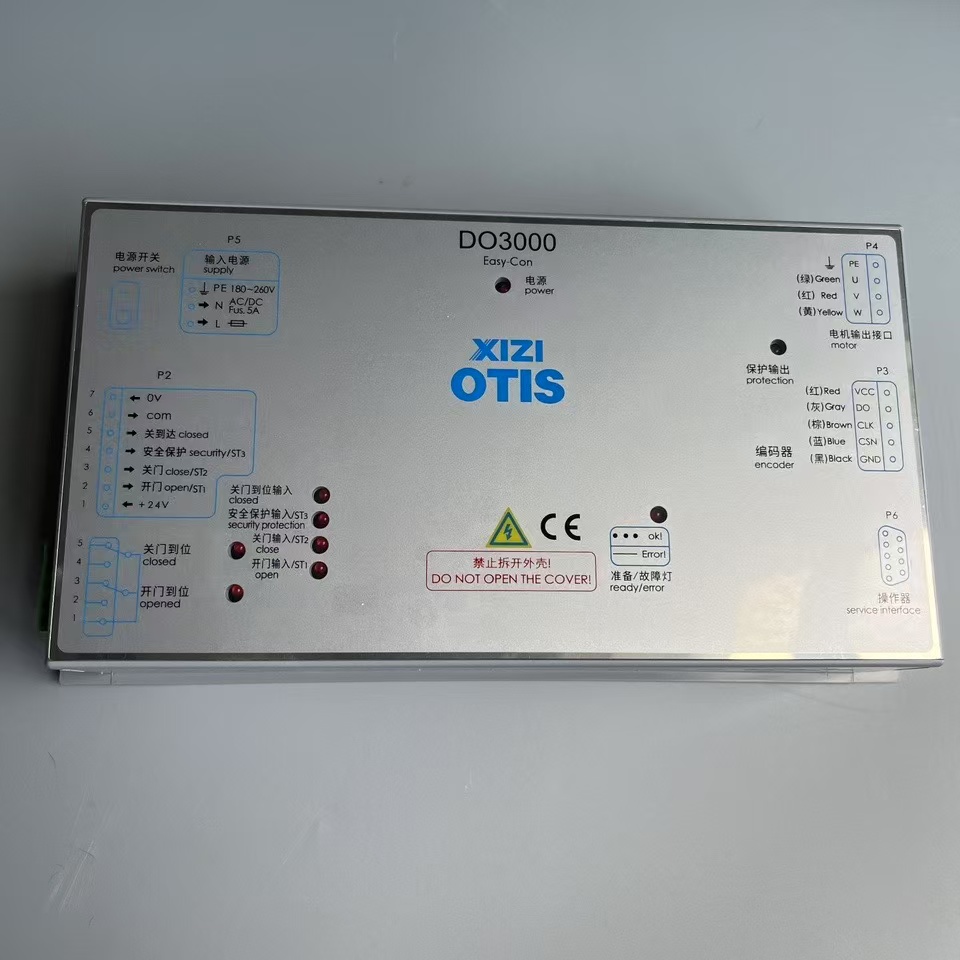 DO3000
Easy-Con
电源
power
XIZI
OTIS
电源开关
power switch
P5
输入电源
supply
PE 180~260V
N AC/DC
Fus. 5A
L
P2
7 ← 0V
6 → com
5 → 关到达 closed
4 → 安全保护 security/ST3
3 → 关门 close/ST2
2 → 开门 open/ST1
1 ← +24V
关门到位输入
closed
安全保护输入/ST3
security protection
关门输入/ST2
close
开门输入/ST1
open
5
4
3
2
1
关门到位
closed
开门到位
opened
CE
禁止拆开外壳!
DO NOT OPEN THE COVER!
ok!
Error!
准备/故障灯
ready/error
P4
PE
(绿)Green U
(红) Red V
(黄)Yellow W
电机输出接口
motor
保护输出
protection
P3
(红)Red VCC
(灰)Gray DO
(棕)Brown CLK
(蓝)Blue CSN
(黑)Black GND
编码器
encoder
P6
操作器
service interface